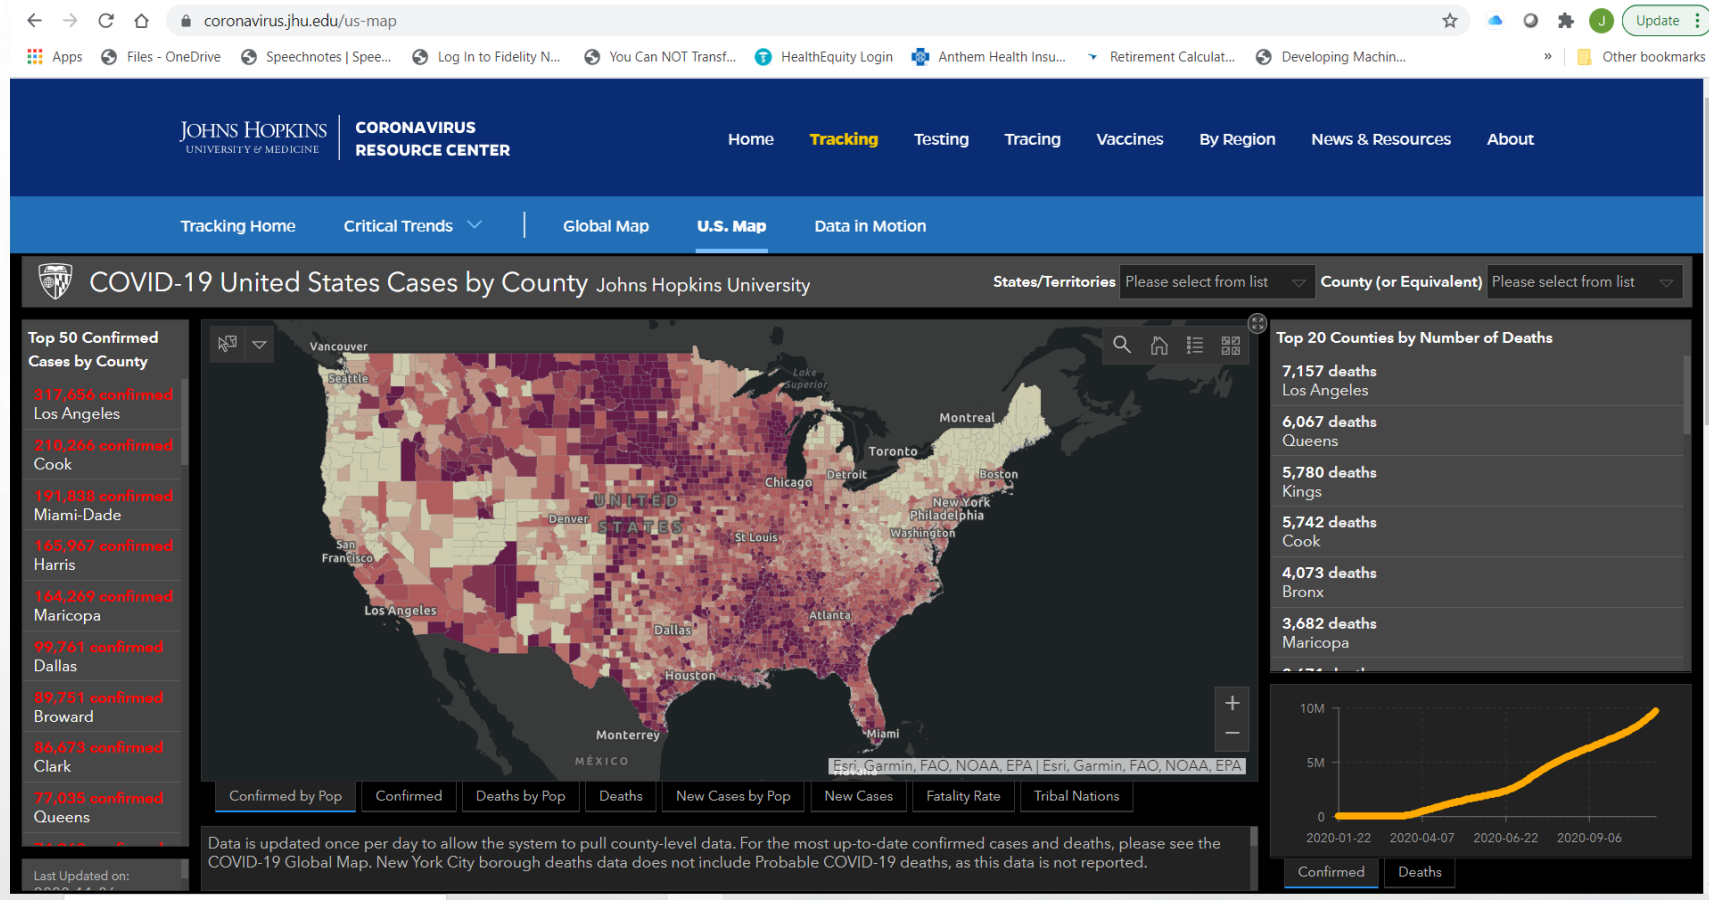 coronavirus.jhu.edu/us-map
J
Update
Apps
Files - OneDrive
Speechnotes | Spee...
Log In to Fidelity N...
You Can NOT Transf...
HealthEquity Login
Anthem Health Insu...
Retirement Calculat...
Developing Machin...
»
Other bookmarks
JOHNS HOPKINS
UNIVERSITY & MEDICINE
CORONAVIRUS
RESOURCE CENTER
Home
Tracking
Testing
Tracing
Vaccines
By Region
News & Resources
About
Tracking Home
Critical Trends
Global Map
U.S. Map
Data in Motion
COVID-19 United States Cases by County Johns Hopkins University
States/Territories
Please select from list
County (or Equivalent)
Please select from list
Top 50 Confirmed
Cases by County
317,656 confirmed
Los Angeles
210,266 confirmed
Cook
191,838 confirmed
Miami-Dade
165,967 confirmed
Harris
164,269 confirmed
Maricopa
99,761 confirmed
Dallas
89,751 confirmed
Broward
86,673 confirmed
Clark
77,035 confirmed
Queens
Last Updated on:
Vancouver
Seattle
Lake
Superior
Montreal
Toronto
Detroit
Boston
Chicago
New York
Philadelphia
UNITED
STATES
Denver
St Louis
Washington
San
Francisco
Los Angeles
Atlanta
Dallas
Houston
Monterrey
Miami
MÉXICO
Havana
Esri, Garmin, FAO, NOAA, EPA | Esri, Garmin, FAO, NOAA, EPA
+
−
Confirmed by Pop
Confirmed
Deaths by Pop
Deaths
New Cases by Pop
New Cases
Fatality Rate
Tribal Nations
Data is updated once per day to allow the system to pull county-level data. For the most up-to-date confirmed cases and deaths, please see the
COVID-19 Global Map. New York City borough deaths data does not include Probable COVID-19 deaths, as this data is not reported.
Top 20 Counties by Number of Deaths
7,157 deaths
Los Angeles
6,067 deaths
Queens
5,780 deaths
Kings
5,742 deaths
Cook
4,073 deaths
Bronx
3,682 deaths
Maricopa
10M
5M
0
2020-01-22
2020-04-07
2020-06-22
2020-09-06
Confirmed
Deaths